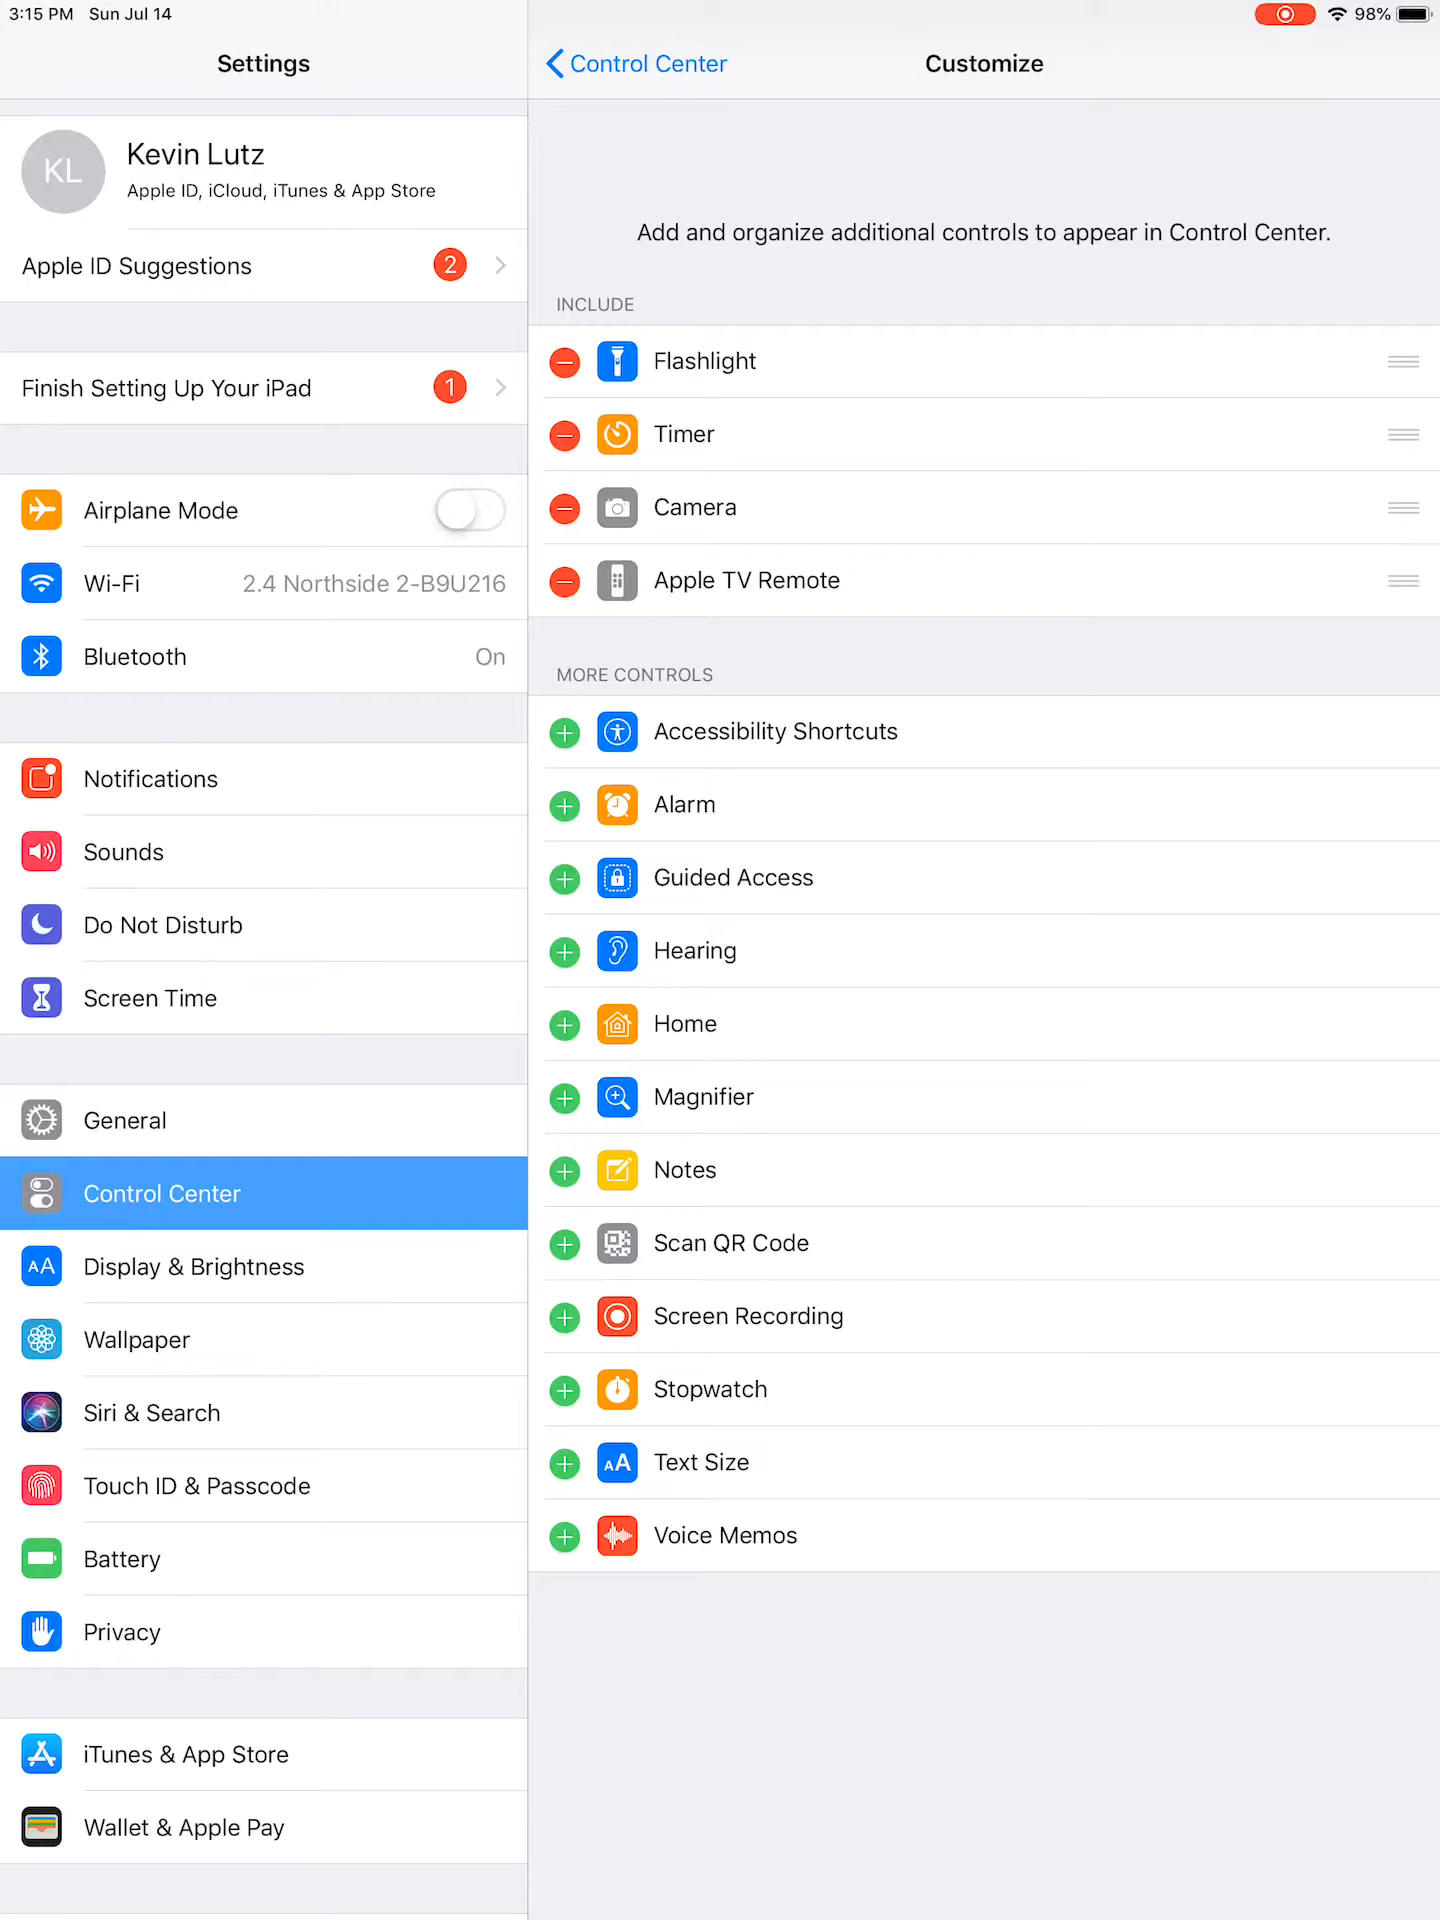 3:15 PM Sun Jul 14
98%
Settings
KL
Kevin Lutz
Apple ID, iCloud, iTunes & App Store
Apple ID Suggestions 2
Finish Setting Up Your iPad 1
Airplane Mode
Wi-Fi 2.4 Northside 2-B9U216
Bluetooth On
Notifications
Sounds
Do Not Disturb
Screen Time
General
Control Center
AA Display & Brightness
Wallpaper
Siri & Search
Touch ID & Passcode
Battery
Privacy
iTunes & App Store
Wallet & Apple Pay
Control Center
Customize
Add and organize additional controls to appear in Control Center.
INCLUDE
Flashlight
Timer
Camera
Apple TV Remote
MORE CONTROLS
Accessibility Shortcuts
Alarm
Guided Access
Hearing
Home
Magnifier
Notes
Scan QR Code
Screen Recording
Stopwatch
AA Text Size
Voice Memos